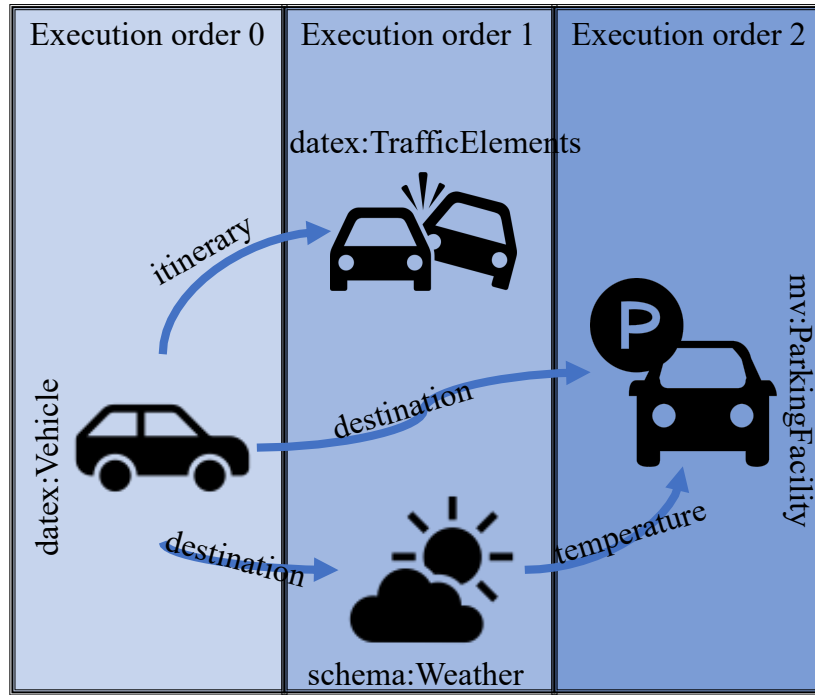 Execution order 0
Execution order 1
Execution order 2
datex:TrafficElements
itinerary
mv:ParkingFacility
P
datex:Vehicle
destination
destination
temperature
schema:Weather